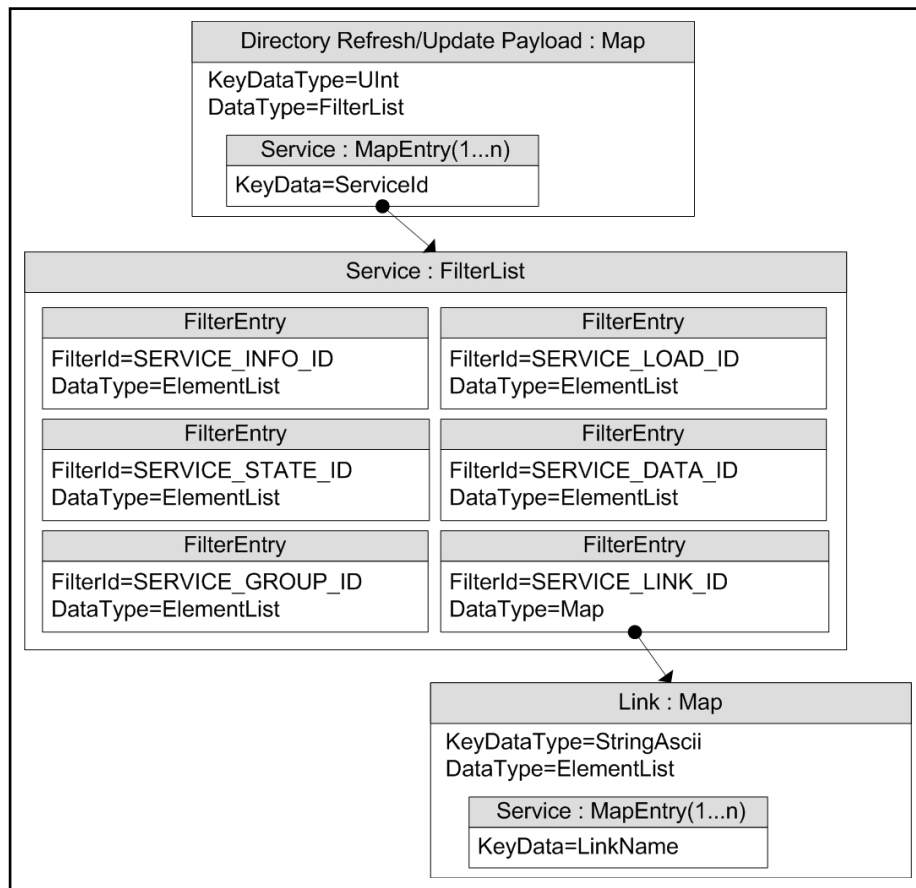 Directory Refresh/Update Payload : Map
KeyDataType=UInt
DataType=FilterList
Service : MapEntry(1...n)
KeyData=ServiceId
Service : FilterList
FilterEntry
FilterId=SERVICE_INFO_ID
DataType=ElementList
FilterEntry
FilterId=SERVICE_LOAD_ID
DataType=ElementList
FilterEntry
FilterId=SERVICE_STATE_ID
DataType=ElementList
FilterEntry
FilterId=SERVICE_DATA_ID
DataType=ElementList
FilterEntry
FilterId=SERVICE_GROUP_ID
DataType=ElementList
FilterEntry
FilterId=SERVICE_LINK_ID
DataType=Map
Link : Map
KeyDataType=StringAscii
DataType=ElementList
Service : MapEntry(1...n)
KeyData=LinkName